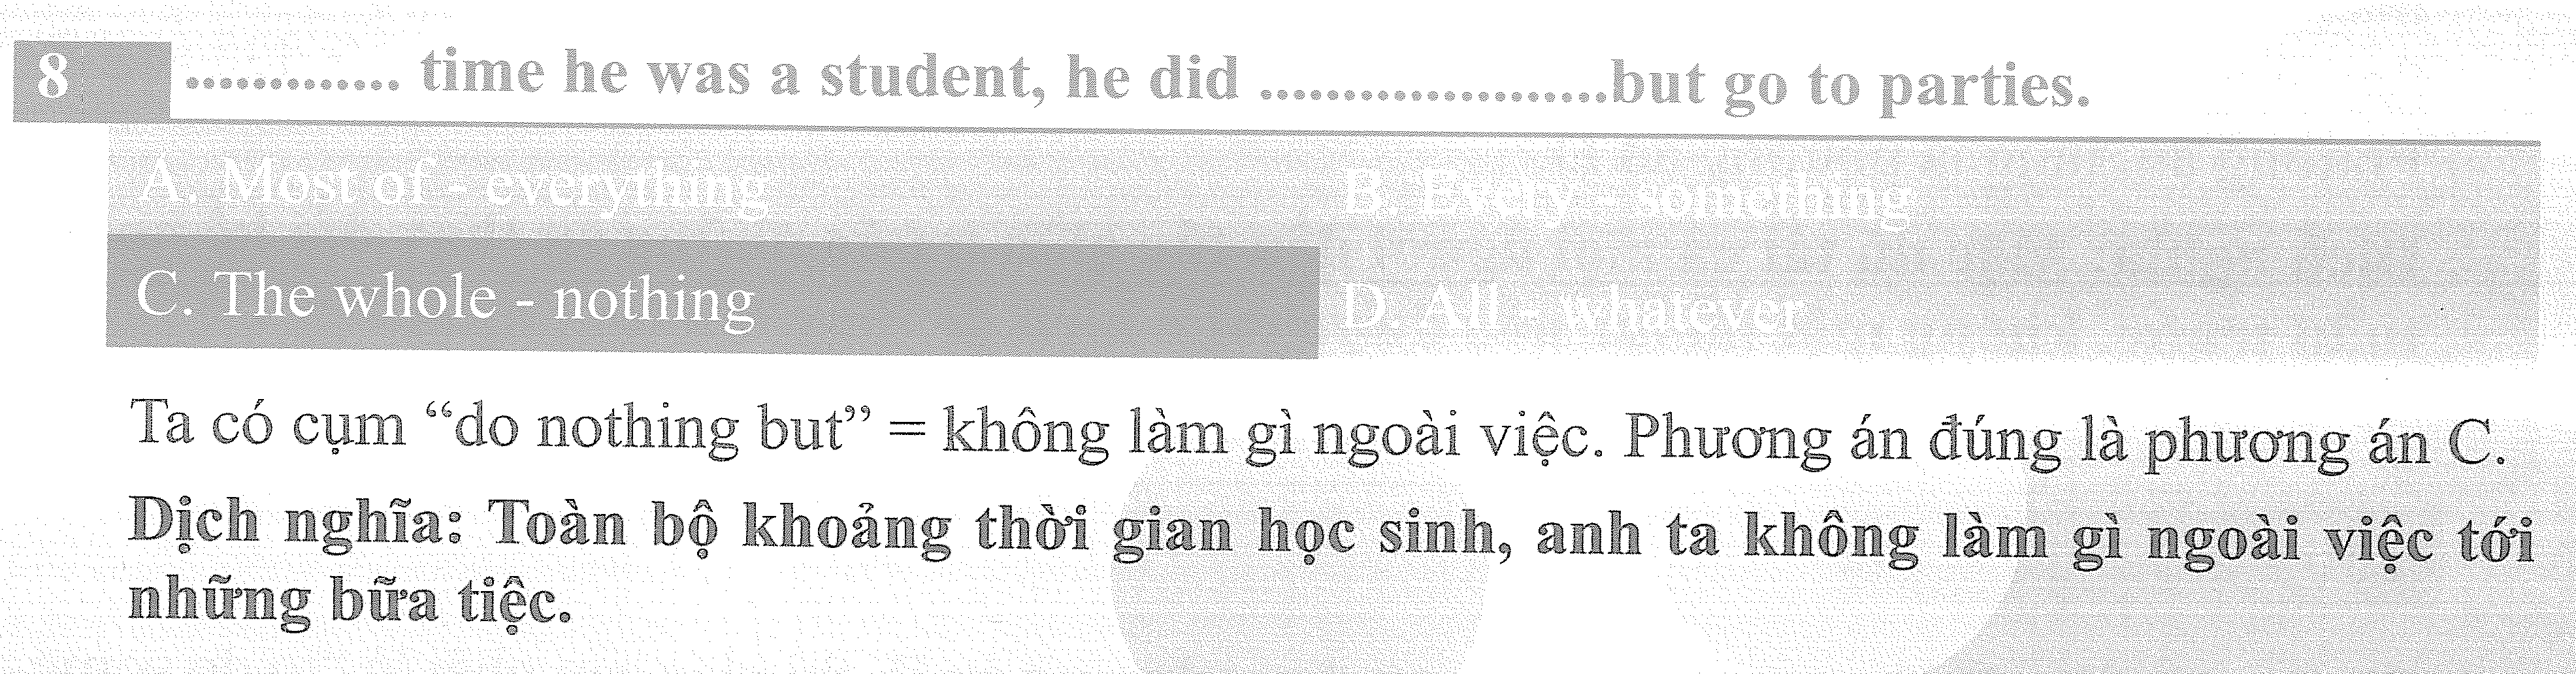 8 ............. time he was a student, he did .....................but go to parties.
A. Most of - everything B. Every - something
C. The whole - nothing D. All - whatever
Ta có cụm “do nothing but” = không làm gì ngoài việc. Phương án đúng là phương án C.
Dịch nghĩa: Toàn bộ khoảng thời gian học sinh, anh ta không làm gì ngoài việc tới
những bữa tiệc.